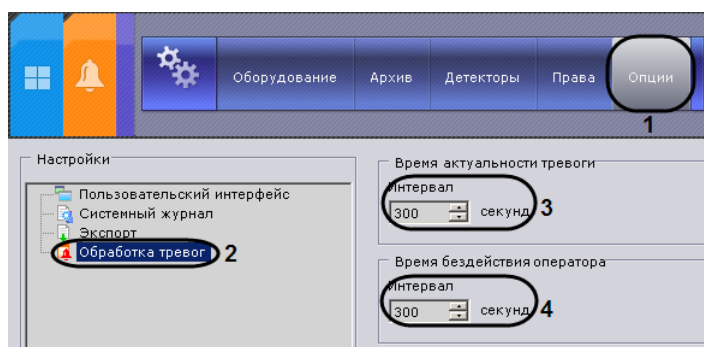 Оборудование Архив Детекторы Права Опции
1
Настройки
Пользовательский интерфейс
Системный журнал
Экспорт
Обработка тревог 2
Время актуальности тревоги
Интервал
300 секунд 3
Время бездействия оператора
Интервал
300 секунд 4